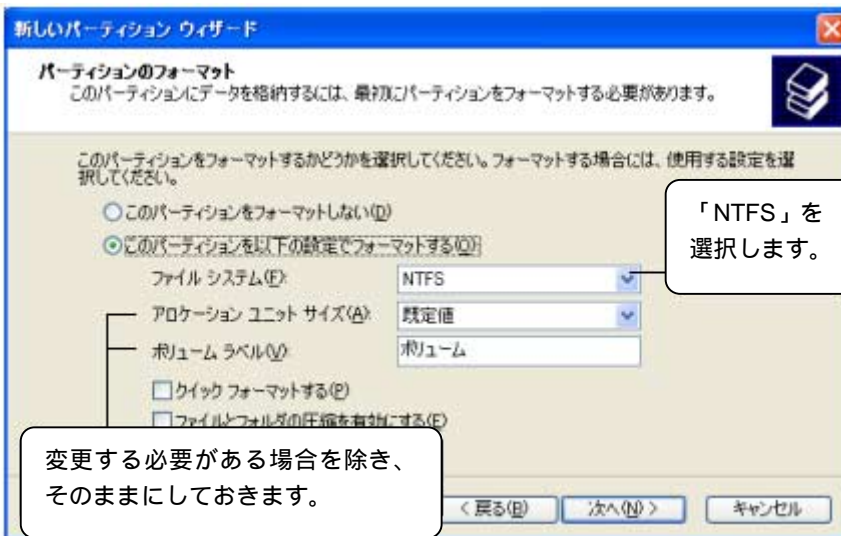 新しいパーティション ウィザード
パーティションのフォーマット
このパーティションにデータを格納するには、最初にパーティションをフォーマットする必要があります。
このパーティションをフォーマットするかどうかを選択してください。フォーマットする場合には、使用する設定を選
択してください。
このパーティションをフォーマットしない(D)
このパーティションを以下の設定でフォーマットする(O):
「NTFS」を
選択します。
ファイル システム(F): NTFS
アロケーション ユニット サイズ(A): 既定値
ボリューム ラベル(V): ボリューム
クイック フォーマットする(P)
ファイルとフォルダの圧縮を有効にする(E)
変更する必要がある場合を除き、
そのままにしておきます。
< 戻る(B) 次へ(N) > キャンセル